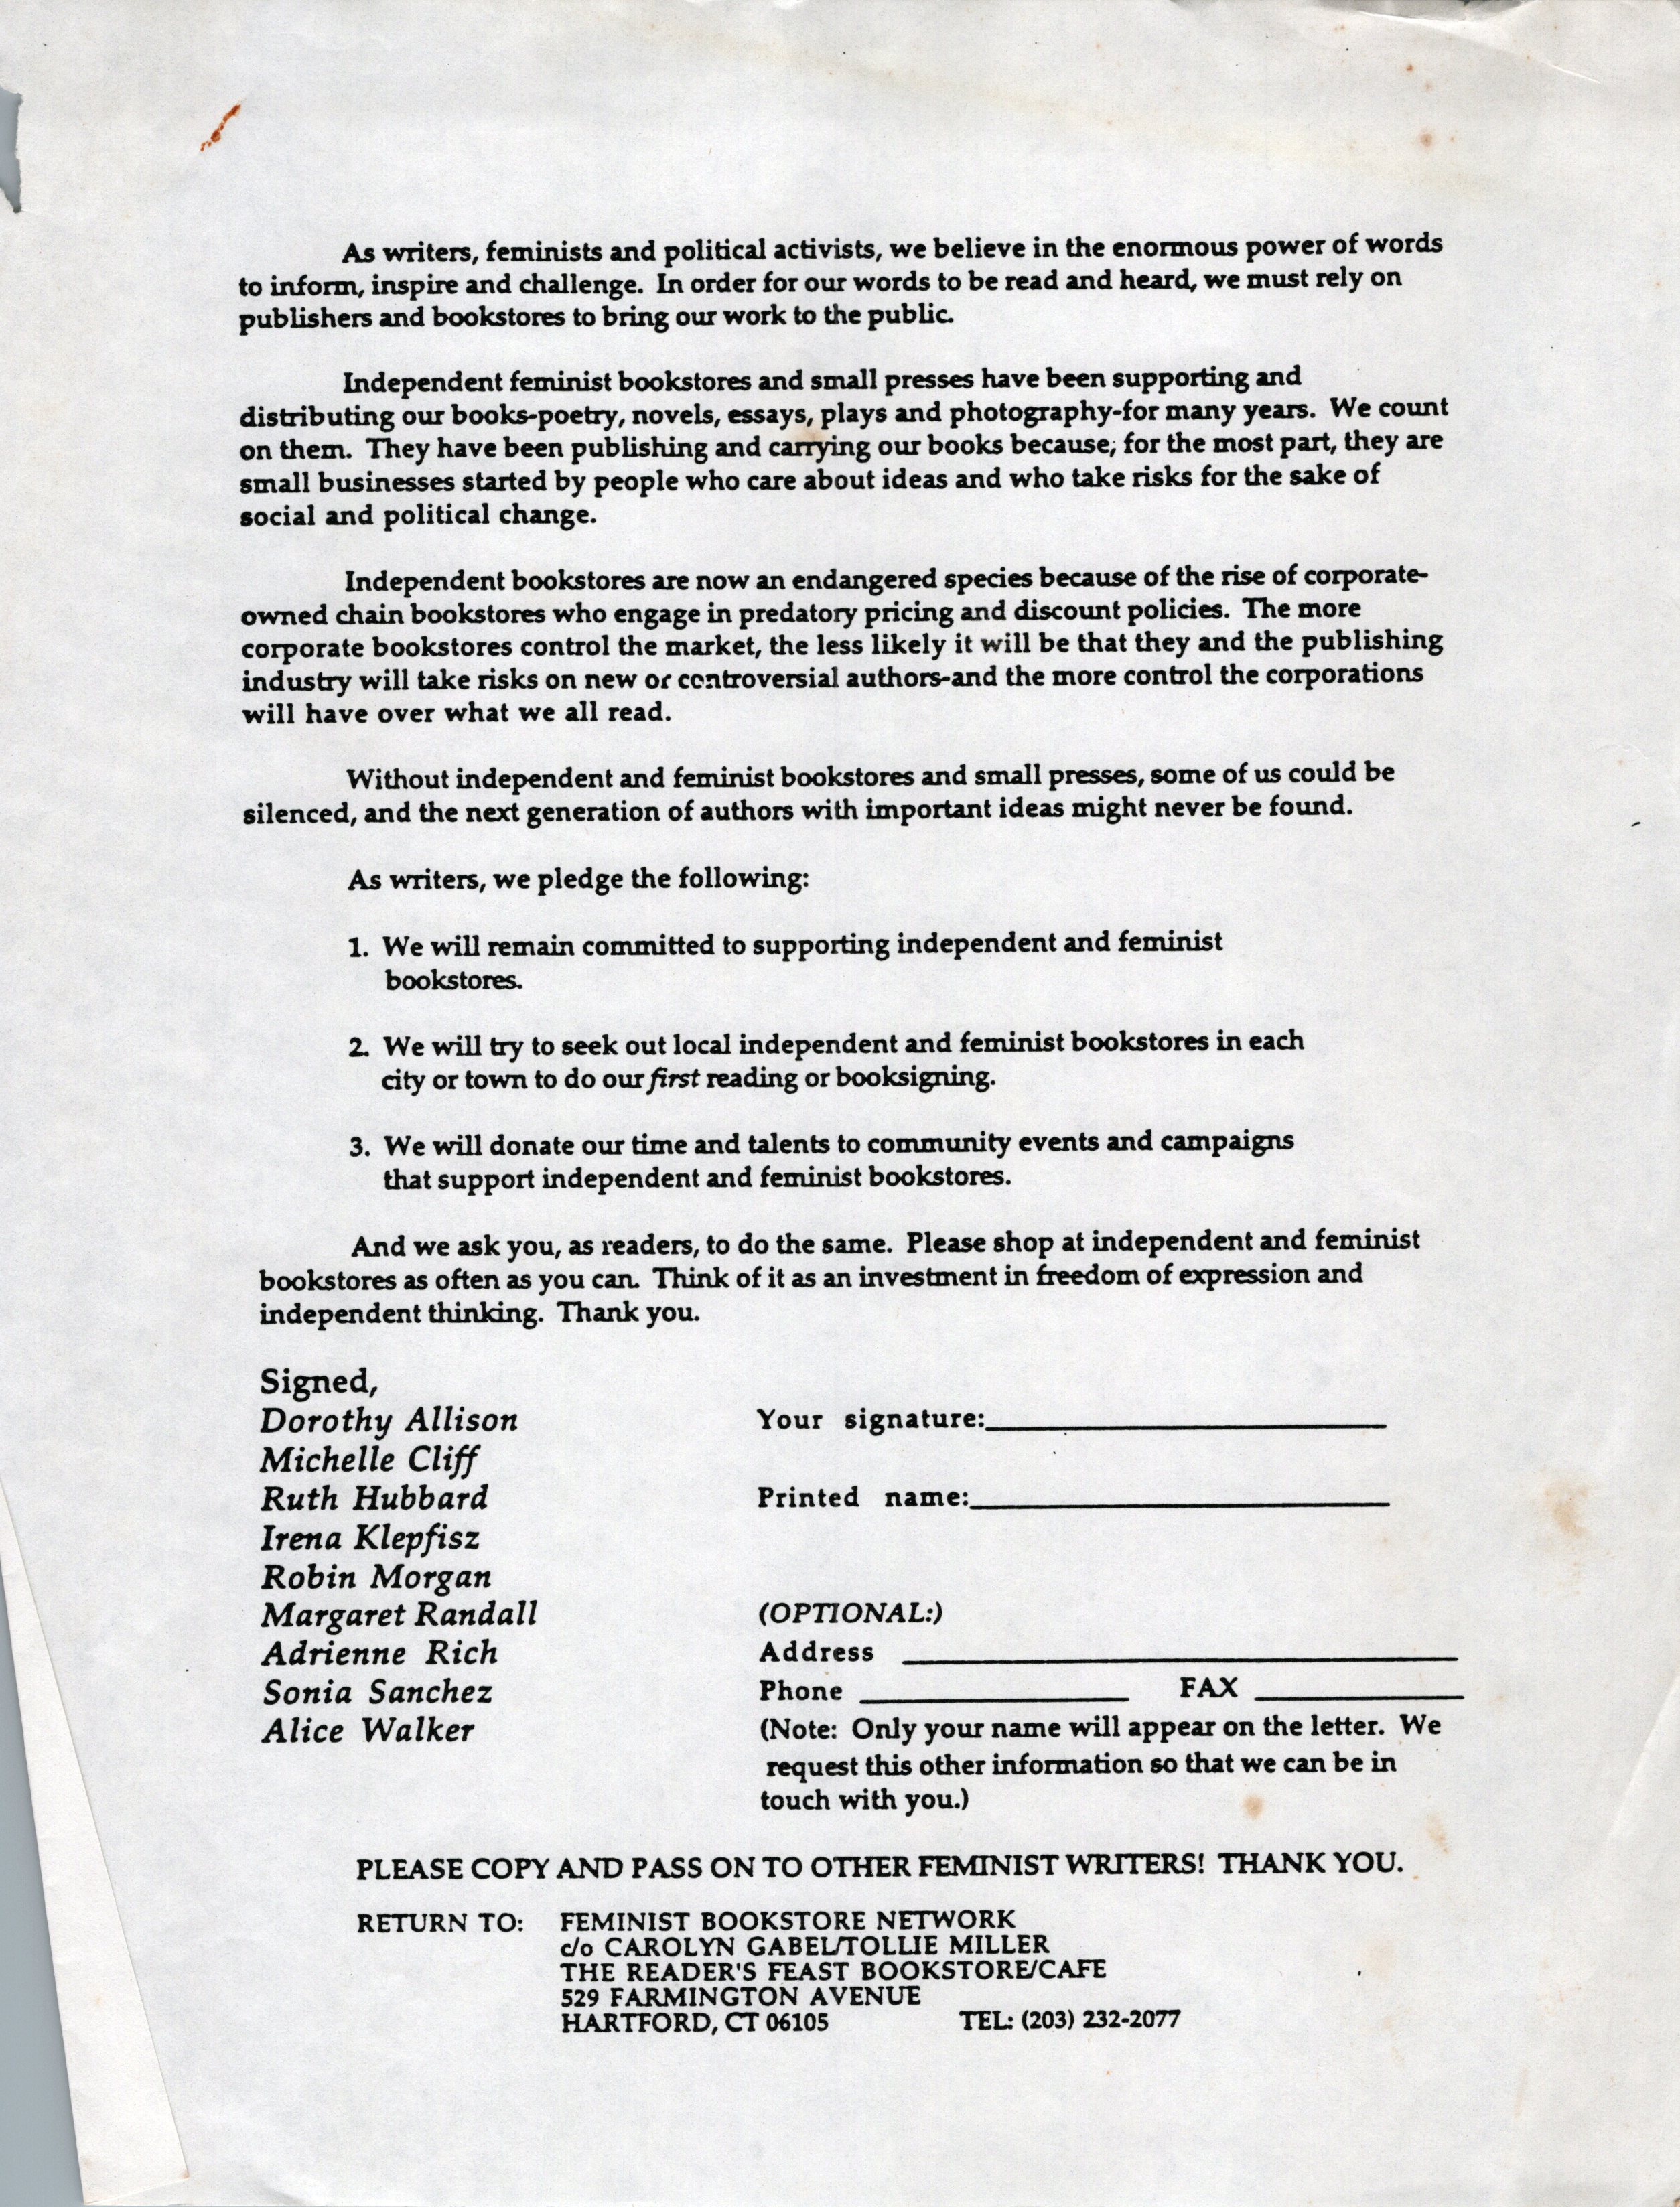 As writers, feminists and political activists, we believe in the enormous power of words
to inform, inspire and challenge. In order for our words to be read and heard, we must rely on
publishers and bookstores to bring our work to the public.
Independent feminist bookstores and small presses have been supporting and
distributing our books-poetry, novels, essays, plays and photography-for many years. We count
on them. They have been publishing and carrying our books because, for the most part, they are
small businesses started by people who care about ideas and who take risks for the sake of
social and political change.
Independent bookstores are now an endangered species because of the rise of corporate-
owned chain bookstores who engage in predatory pricing and discount policies. The more
corporate bookstores control the market, the less likely it will be that they and the publishing
industry will take risks on new or controversial authors-and the more control the corporations
will have over what we all read.
Without independent and feminist bookstores and small presses, some of us could be
silenced, and the next generation of authors with important ideas might never be found.
As writers, we pledge the following:
1. We will remain committed to supporting independent and feminist
bookstores.
2. We will try to seek out local independent and feminist bookstores in each
city or town to do our first reading or booksigning.
3. We will donate our time and talents to community events and campaigns
that support independent and feminist bookstores.
And we ask you, as readers, to do the same. Please shop at independent and feminist
bookstores as often as you can. Think of it as an investment in freedom of expression and
independent thinking. Thank you.
Signed,
Dorothy Allison
Michelle Cliff
Ruth Hubbard
Irena Klepfisz
Robin Morgan
Margaret Randall
Adrienne Rich
Sonia Sanchez
Alice Walker
Your signature:
Printed name:
(OPTIONAL:)
Address
Phone FAX
(Note: Only your name will appear on the letter. We
request this other information so that we can be in
touch with you.)
PLEASE COPY AND PASS ON TO OTHER FEMINIST WRITERS! THANK YOU.
RETURN TO: FEMINIST BOOKSTORE NETWORK
c/o CAROLYN GABEL/TOLLIE MILLER
THE READER'S FEAST BOOKSTORE/CAFE
529 FARMINGTON AVENUE
HARTFORD, CT 06105 TEL: (203) 232-2077